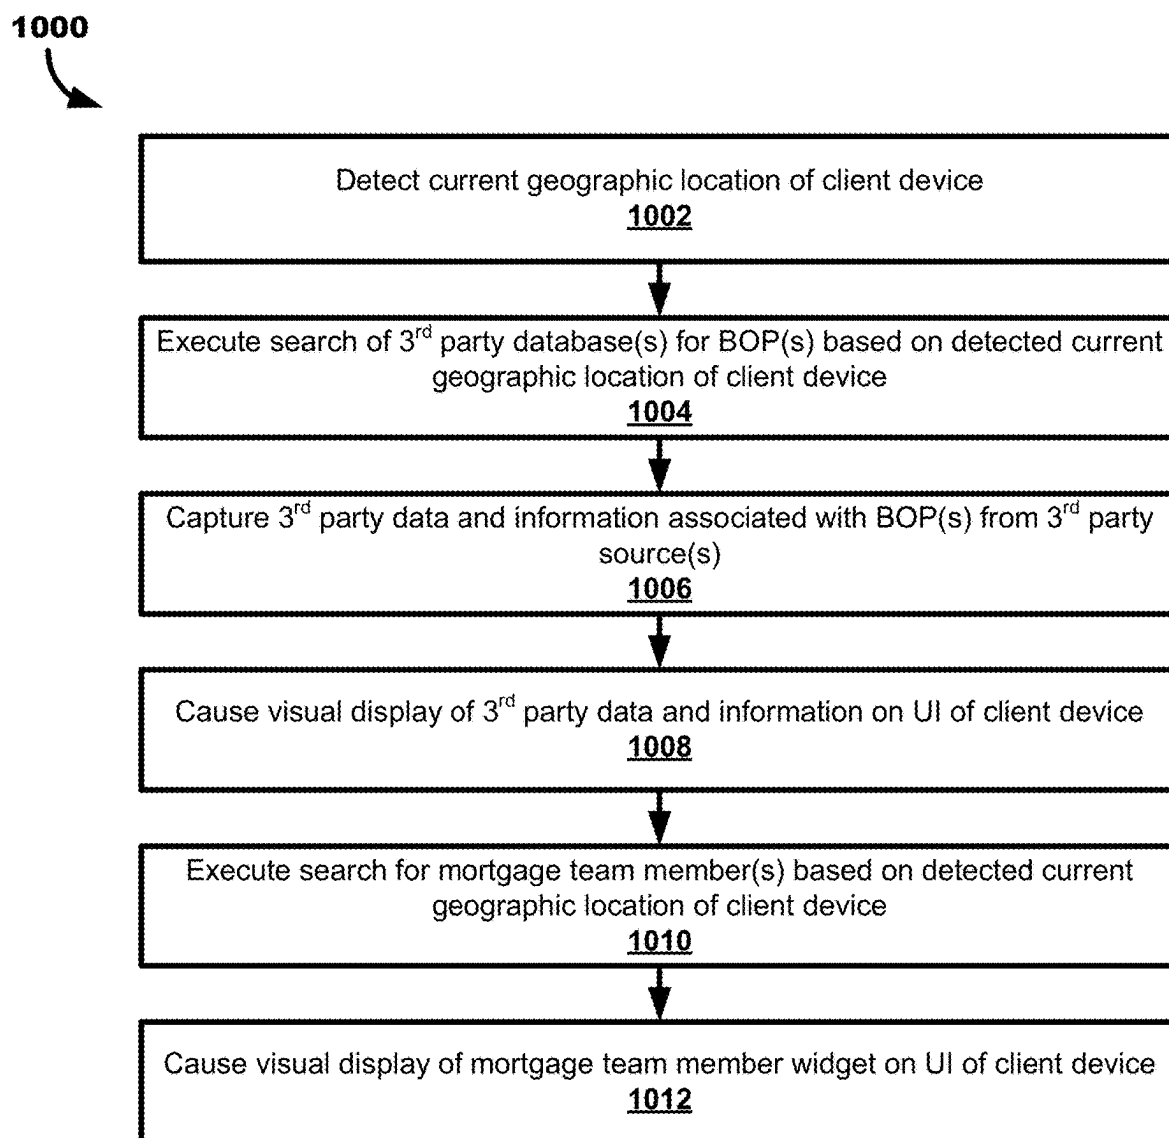 1000
Detect current geographic location of client device
1002
Execute search of 3rd party database(s) for BOP(s) based on detected current
geographic location of client device
1004
Capture 3rd party data and information associated with BOP(s) from 3rd party
source(s)
1006
Cause visual display of 3rd party data and information on UI of client device
1008
Execute search for mortgage team member(s) based on detected current
geographic location of client device
1010
Cause visual display of mortgage team member widget on UI of client device
1012